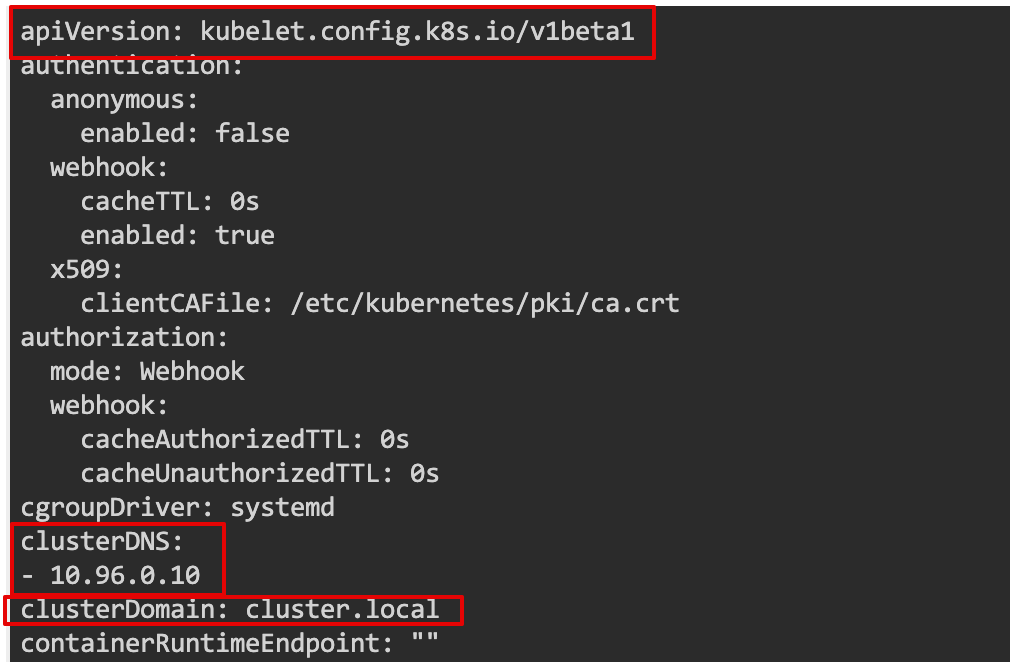 apiVersion: kubelet.config.k8s.io/v1beta1
authentication:
  anonymous:
    enabled: false
  webhook:
    cacheTTL: 0s
    enabled: true
  x509:
    clientCAFile: /etc/kubernetes/pki/ca.crt
authorization:
  mode: Webhook
  webhook:
    cacheAuthorizedTTL: 0s
    cacheUnauthorizedTTL: 0s
cgroupDriver: systemd
clusterDNS:
- 10.96.0.10
clusterDomain: cluster.local
containerRuntimeEndpoint: ""